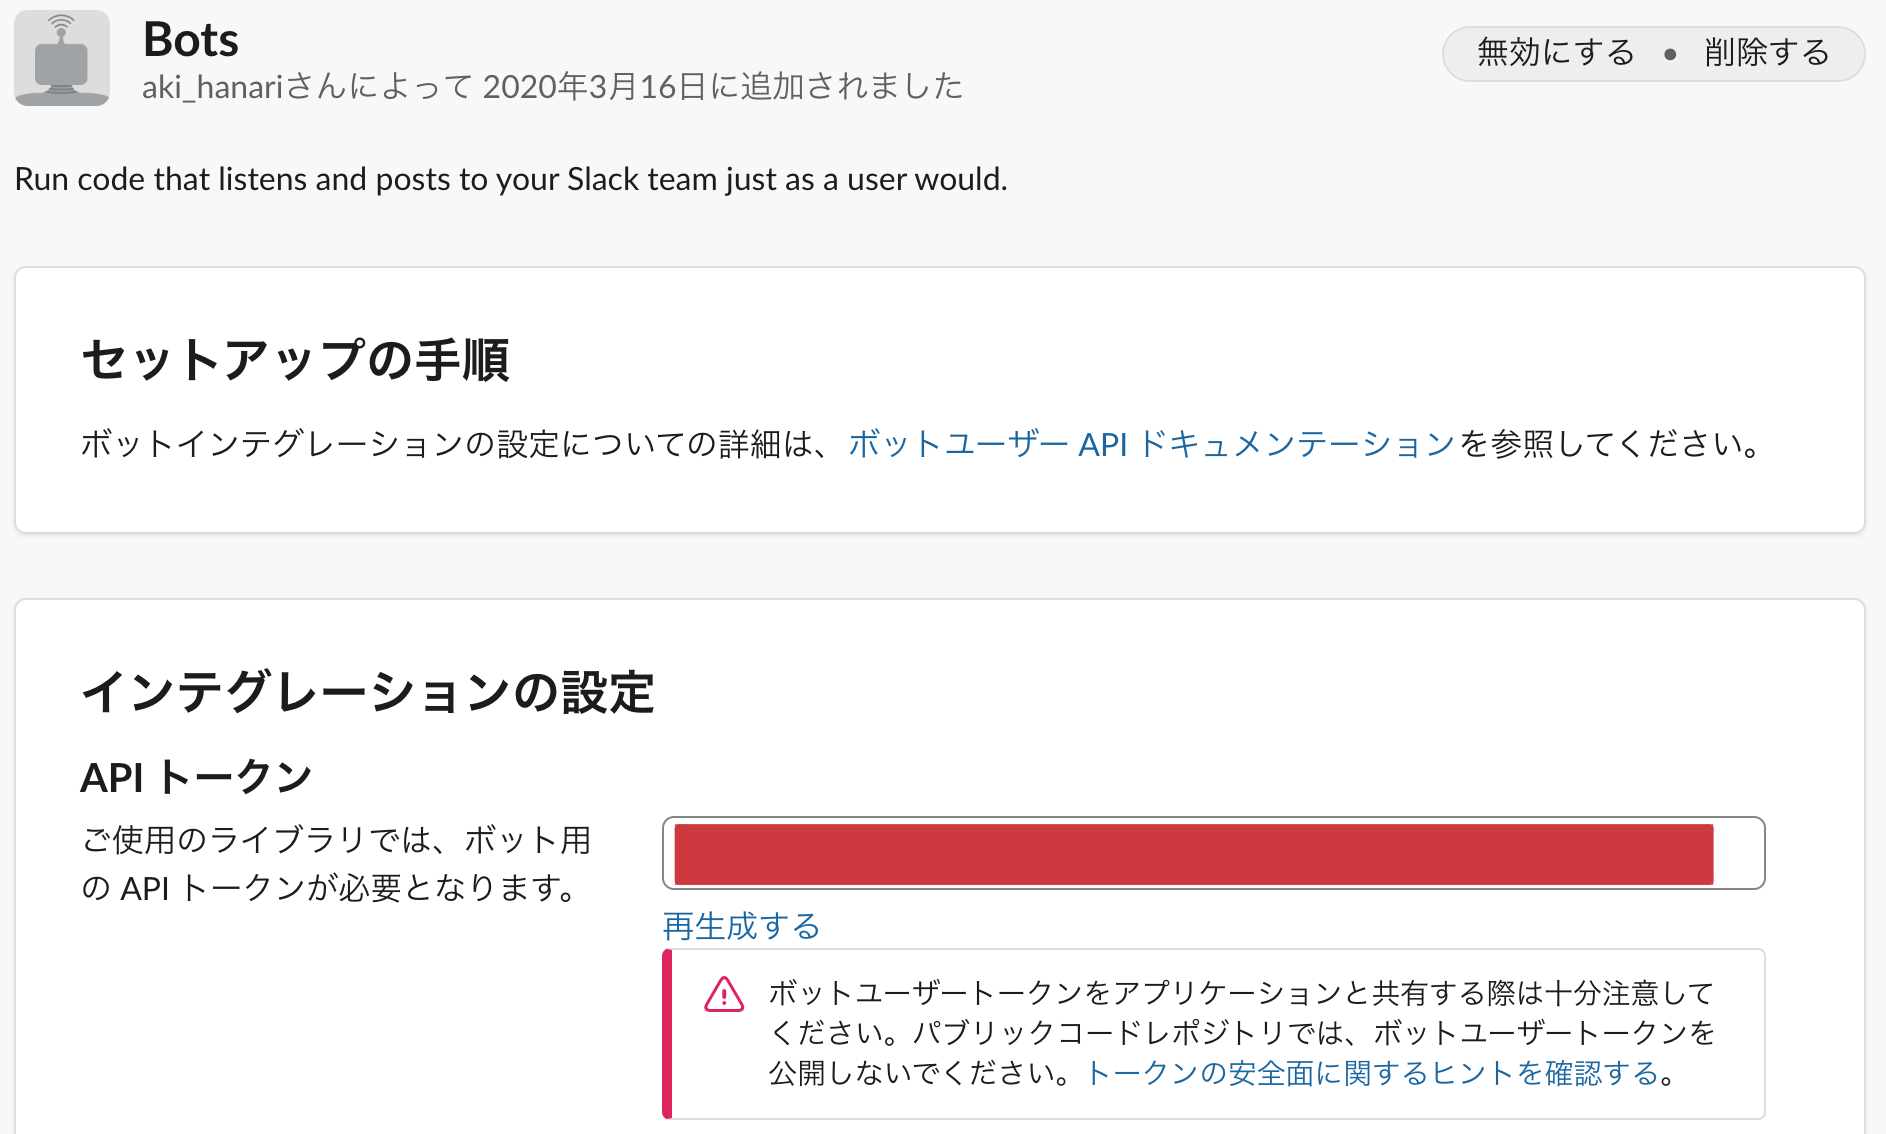 Bots
aki_hanariさんによって 2020年3月16日に追加されました
無効にする • 削除する
Run code that listens and posts to your Slack team just as a user would.
セットアップの手順
ボットインテグレーションの設定についての詳細は、ボットユーザー API ドキュメンテーションを参照してください。
インテグレーションの設定
API トークン
ご使用のライブラリでは、ボット用
の API トークンが必要となります。
再生成する
ボットユーザートークンをアプリケーションと共有する際は十分注意して
ください。パブリックコードレポジトリでは、ボットユーザートークンを
公開しないでください。トークンの安全面に関するヒントを確認する。